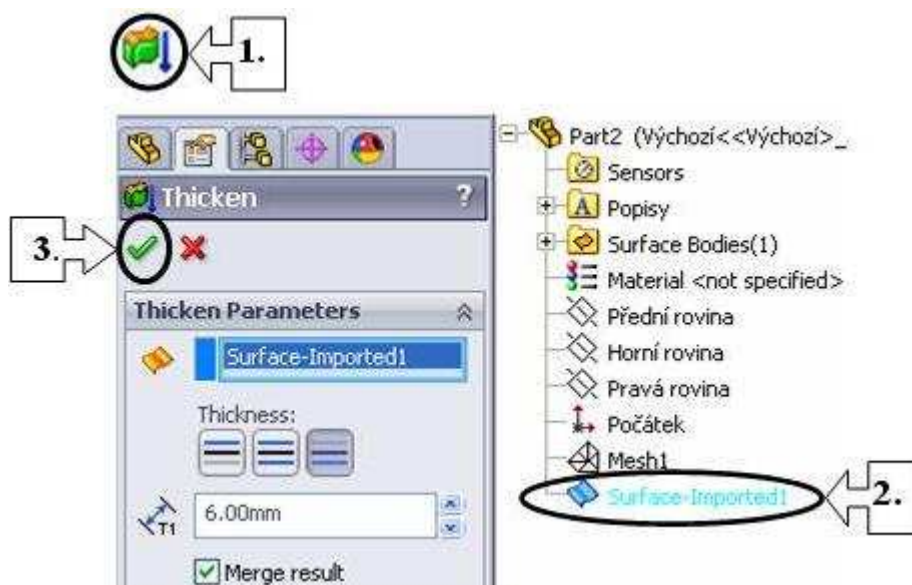 1.
Thicken
?
3.
Thicken Parameters
Surface-Imported1
Thickness:
T1
6.00mm
Merge result
Part2 (Výchozí<<Výchozí>_
Sensors
A
Popisy
Surface Bodies(1)
Material <not specified>
Přední rovina
Horní rovina
Pravá rovina
Počátek
Mesh1
Surface-Imported1
2.